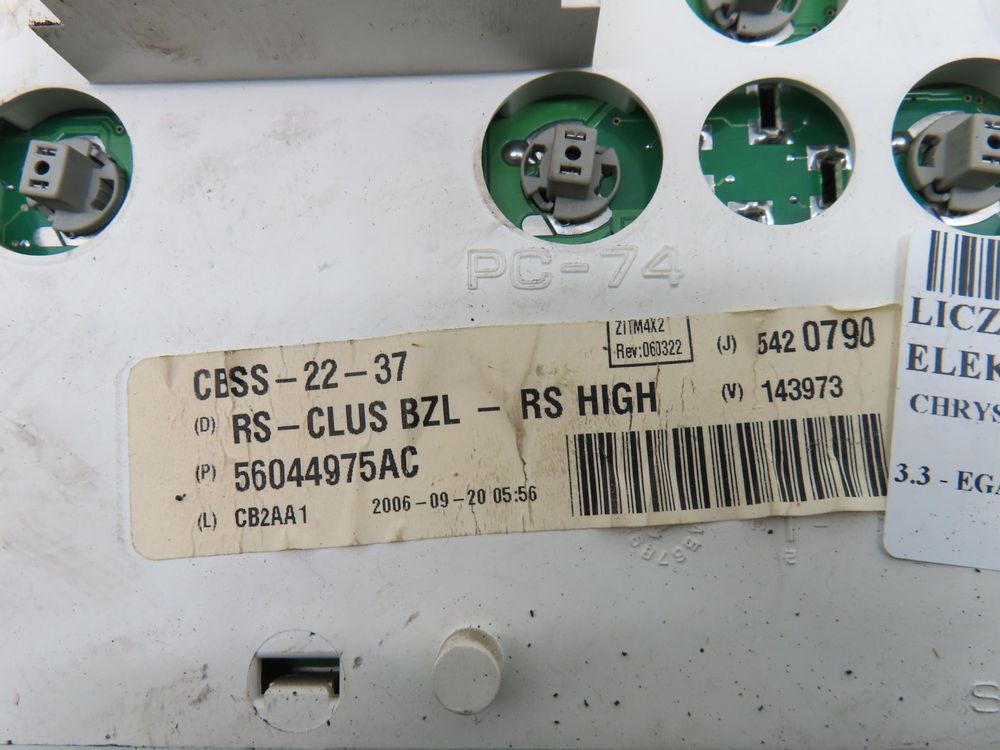 PC-74
CBSS-22-37
ZITM4X2
Rev:060322
(J) 5420790
(D) RS-CLUS BZL - RS HIGH
(V) 143973
(P) 56044975AC
(L) CB2AA1
2006-09-20 05:56
LICZ
ELEK
CHRYS
3.3 - EGA
S